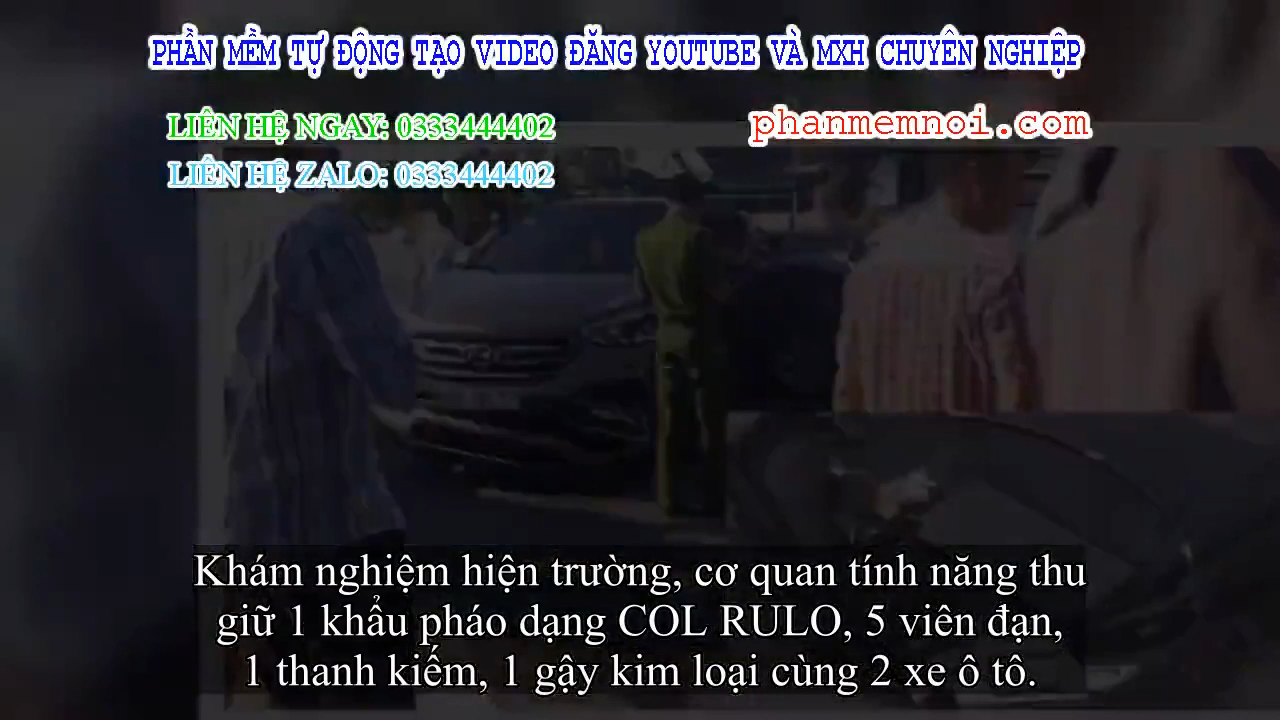 PHẦN MỀM TỰ ĐỘNG TẠO VIDEO ĐĂNG YOUTUBE VÀ MXH CHUYÊN NGHIỆP
LIÊN HỆ NGAY: 0333444402
phanmemnoi.com
LIÊN HỆ ZALO: 0333444402
Khám nghiệm hiện trường, cơ quan tính năng thu
giữ 1 khẩu pháo dạng COL RULO, 5 viên đạn,
1 thanh kiếm, 1 gậy kim loại cùng 2 xe ô tô.